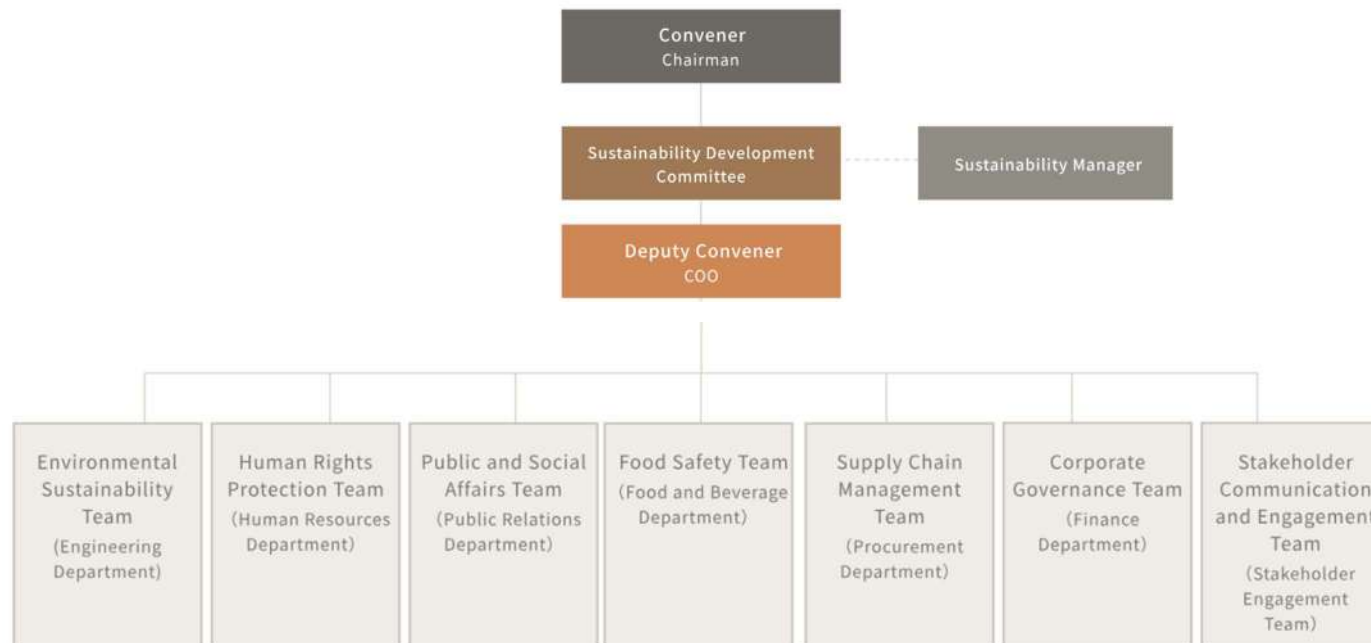 Convener
Chairman
Sustainability Development
Committee
Sustainability Manager
Deputy Convener
COO
Environmental
Sustainability
Team
(Engineering
Department)
Human Rights
Protection Team
（Human Resources
Department）
Public and Social
Affairs Team
（Public Relations
Department）
Food Safety Team
（Food and Beverage
Department）
Supply Chain
Management
Team
（Procurement
Department）
Corporate
Governance Team
（Finance
Department）
Stakeholder
Communication
and Engagement
Team
（Stakeholder
Engagement
Team）